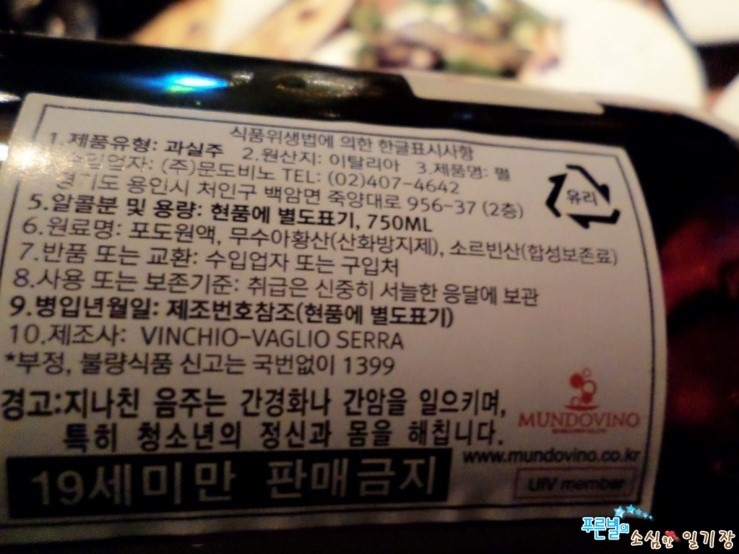 식품위생법에 의한 한글표시사항
1.제품유형: 과실주 2.원산지: 이탈리아 3.제품명: 뻘
수입업자: (주)문도비노 TEL: (02)407-4642
경기도 용인시 처인구 백암면 죽양대로 956-37 (2층)
5.알콜분 및 용량: 현품에 별도표기, 750ML
6.원료명: 포도원액, 무수아황산(산화방지제), 소르빈산(합성보존료)
7.반품 또는 교환: 수입업자 또는 구입처
8.사용 또는 보존기준: 취급은 신중히 서늘한 응달에 보관
9.병입년월일: 제조번호참조(현품에 별도표기)
10.제조사: VINCHIO-VAGLIO SERRA
*부정, 불량식품 신고는 국번없이 1399
경고:지나친 음주는 간경화나 간암을 일으키며,
특히 청소년의 정신과 몸을 해칩니다.
19세미만 판매금지
유리
MUNDOVINO
www.mundovino.co.kr
UIV member
푸른별의 소심한 일기장